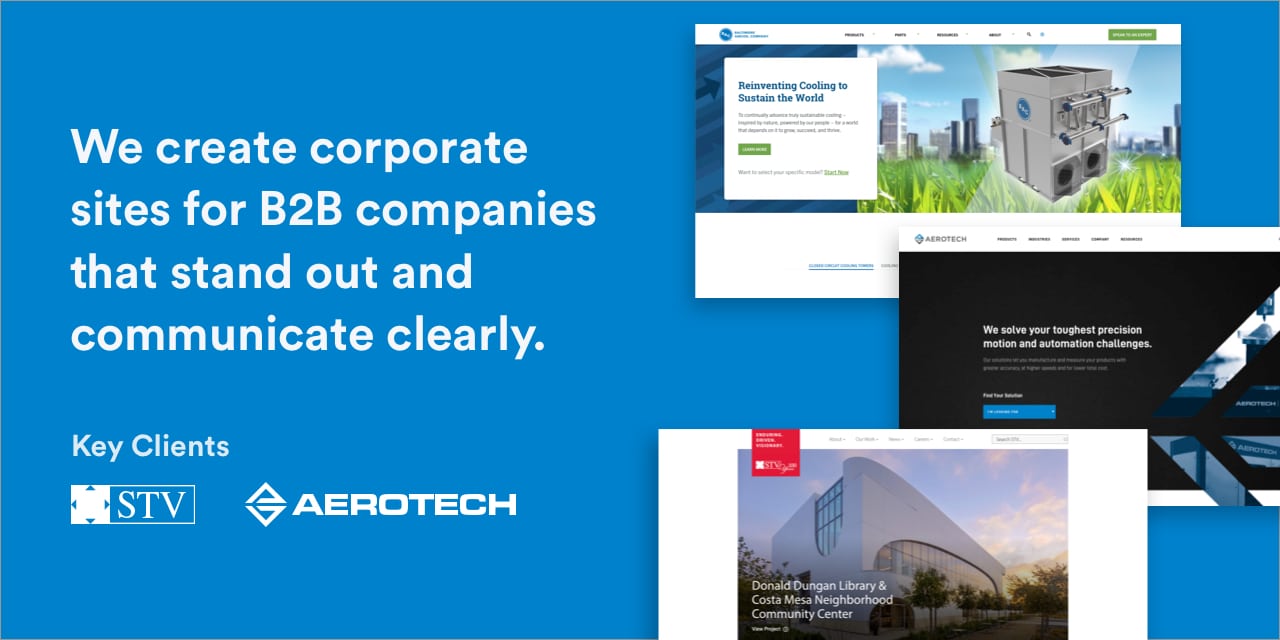 We create corporate
sites for B2B companies
that stand out and
communicate clearly.
Key Clients
STV
AEROTECH
BALTIMORE
AIRCOIL COMPANY
PRODUCTS
PARTS
RESOURCES
ABOUT
SPEAK TO AN EXPERT
Reinventing Cooling to
Sustain the World
To continually advance truly sustainable cooling –
inspired by nature, powered by our people – for a world
that depends on it to grow, succeed, and thrive.
LEARN MORE
Want to select your specific model? Start Now
BAC
CLOSED CIRCUIT COOLING TOWERS
COOLING
AEROTECH
PRODUCTS
INDUSTRIES
SERVICES
COMPANY
RESOURCES
We solve your toughest precision
motion and automation challenges.
Our solutions let you manufacture and measure your products with
greater accuracy, at higher speeds and for lower total cost.
Find Your Solution
I'M LOOKING FOR
AEROTECH
AEROTECH
ENDURING.
DRIVEN.
VISIONARY.
STV
About
Our Work
News
Careers
Contact
Search STV...
Donald Dungan Library &
Costa Mesa Neighborhood
Community Center
View Project